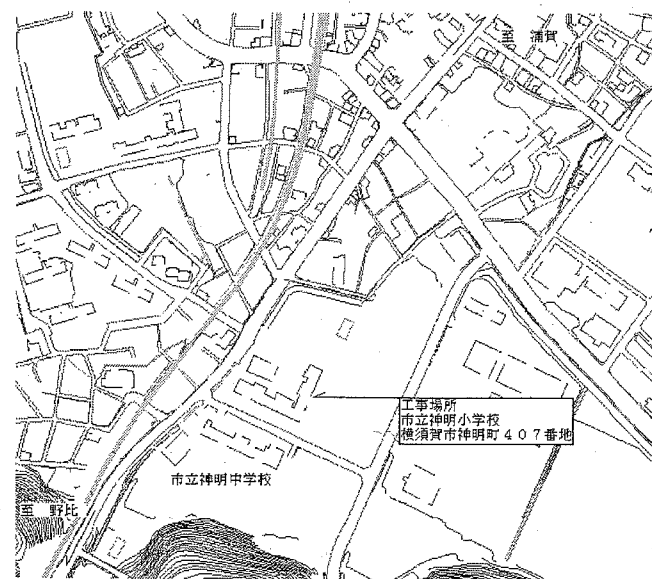 至 浦賀
工事場所
市立神明小学校
横須賀市神明町４０７番地
市立神明中学校
至 野比